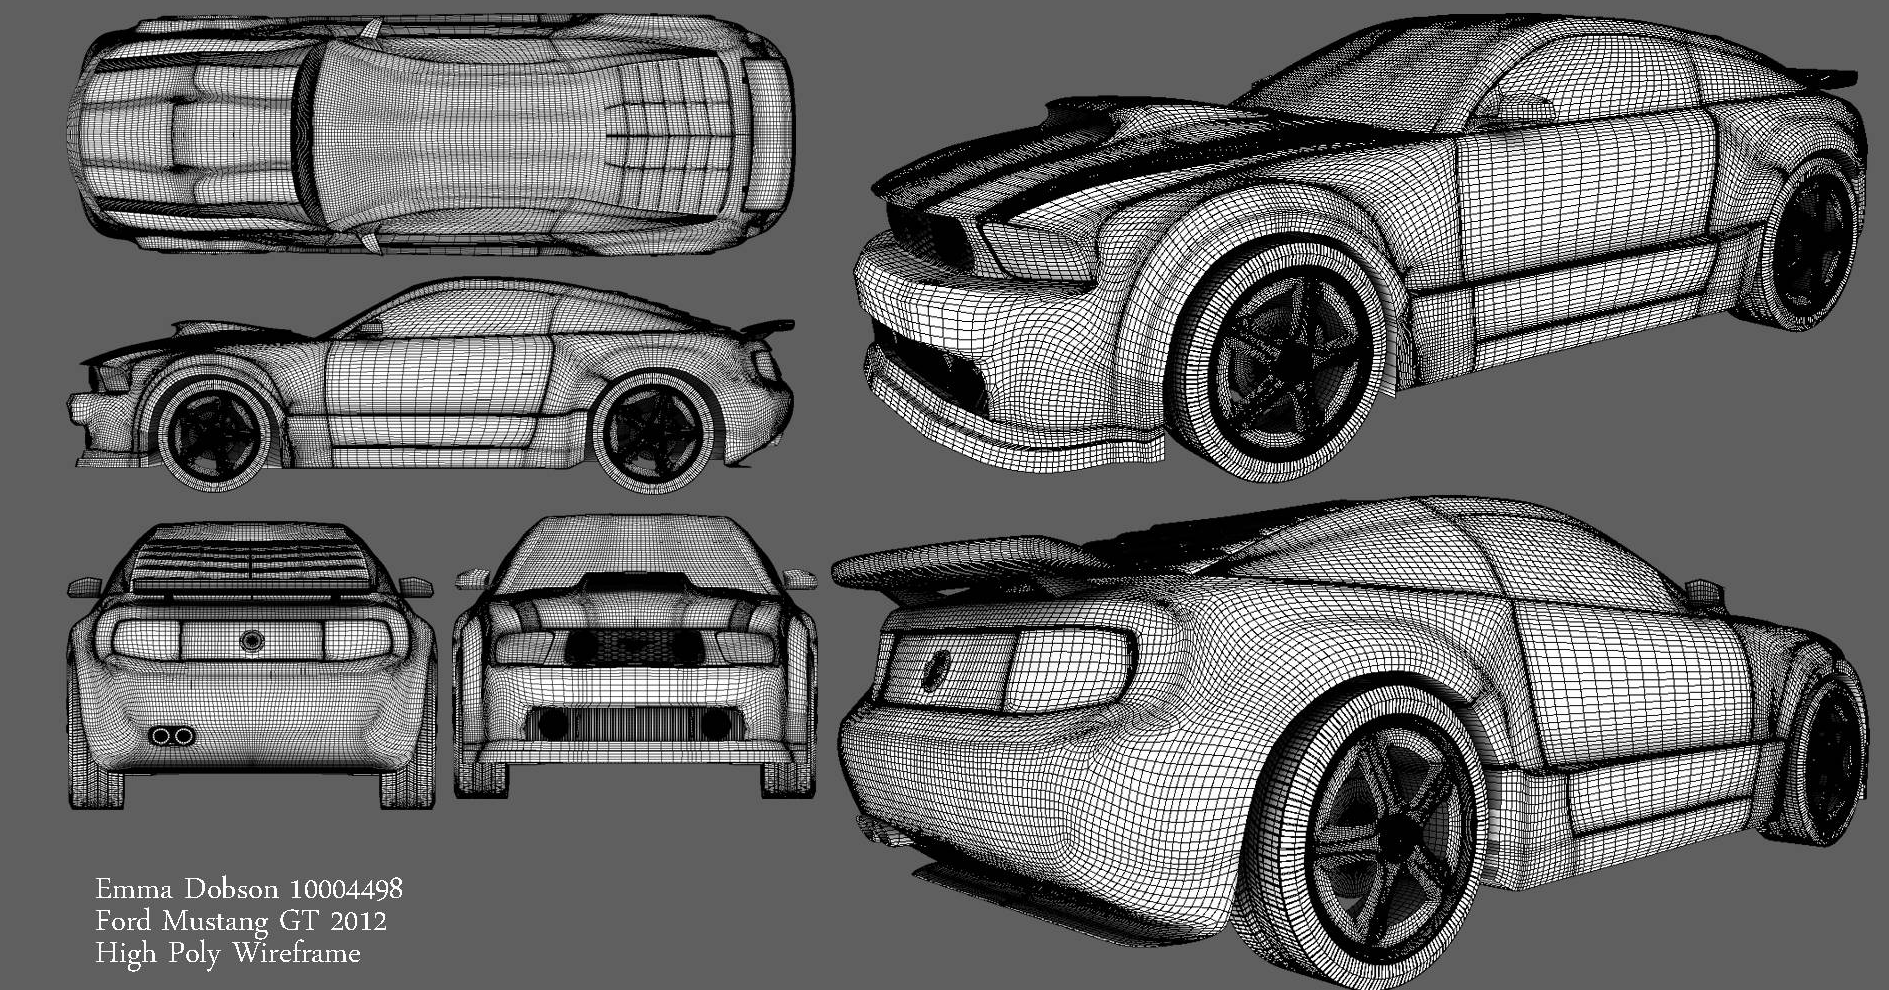 Emma Dobson 10004498
Ford Mustang GT 2012
High Poly Wireframe